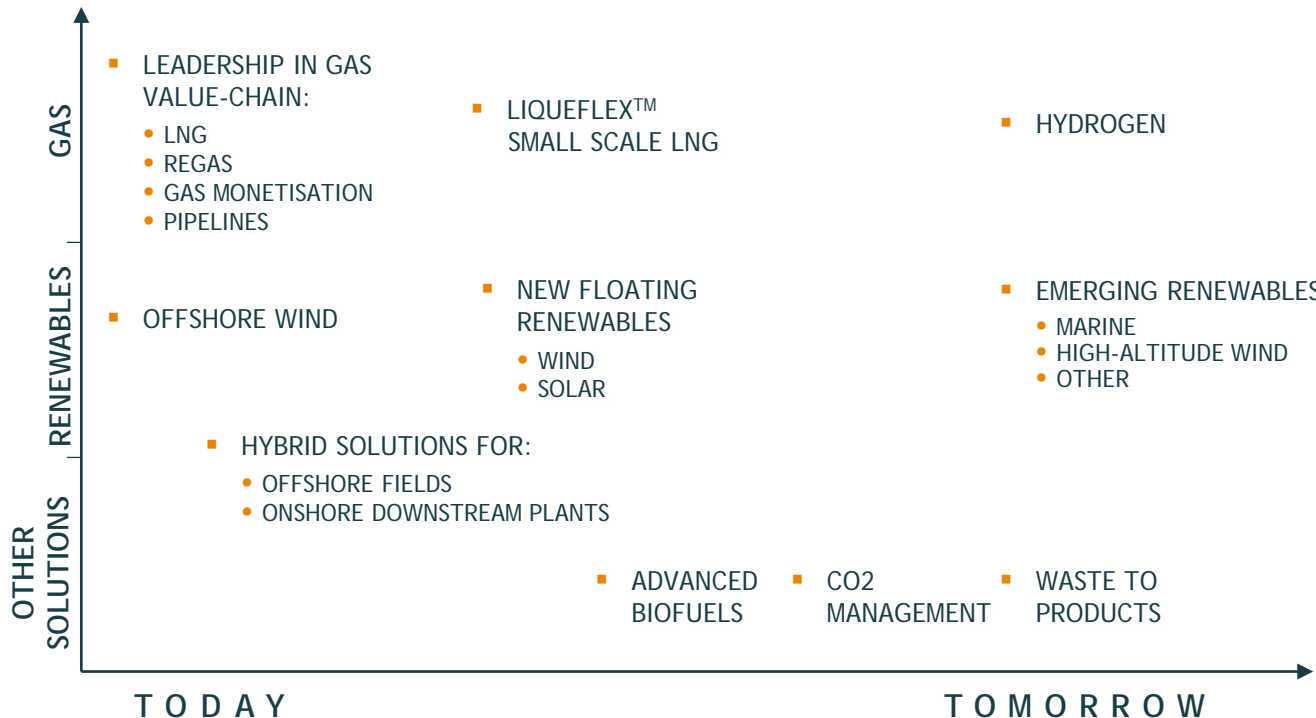 GAS
LEADERSHIP IN GAS
VALUE-CHAIN:
LNG
REGAS
GAS MONETISATION
PIPELINES
LIQUEFLEX™
SMALL SCALE LNG
HYDROGEN
RENEWABLES
OFFSHORE WIND
NEW FLOATING
RENEWABLES
WIND
SOLAR
EMERGING RENEWABLES
MARINE
HIGH-ALTITUDE WIND
OTHER
HYBRID SOLUTIONS FOR:
OFFSHORE FIELDS
ONSHORE DOWNSTREAM PLANTS
OTHER
SOLUTIONS
ADVANCED
BIOFUELS
CO2
MANAGEMENT
WASTE TO
PRODUCTS
TODAY
TOMORROW